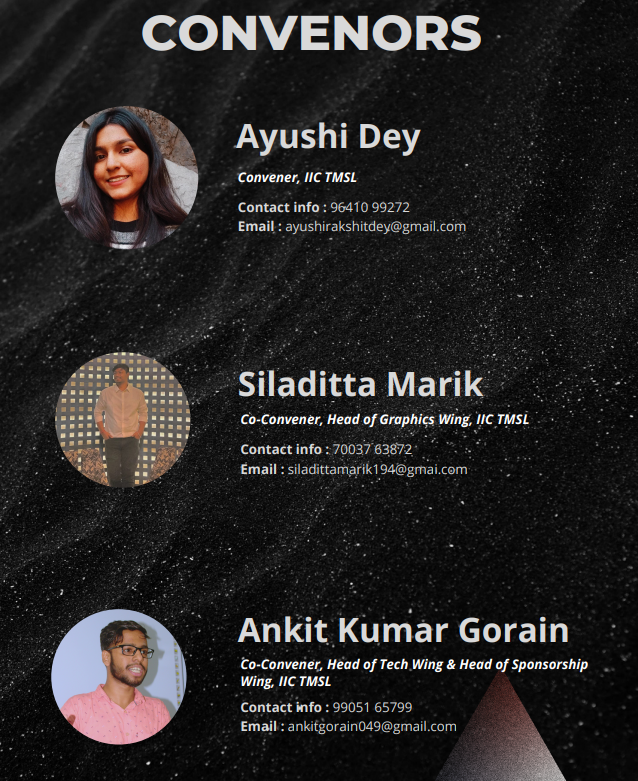 CONVENORS
Ayushi Dey
Convener, IIC TMSL
Contact info : 96410 99272
Email : ayushirakshitdey@gmail.com
Siladitta Marik
Co-Convener, Head of Graphics Wing, IIC TMSL
Contact info : 70037 63872
Email : siladittamarik194@gmai.com
Ankit Kumar Gorain
Co-Convener, Head of Tech Wing & Head of Sponsorship
Wing, IIC TMSL
Contact info : 99051 65799
Email : ankitgorain049@gmail.com